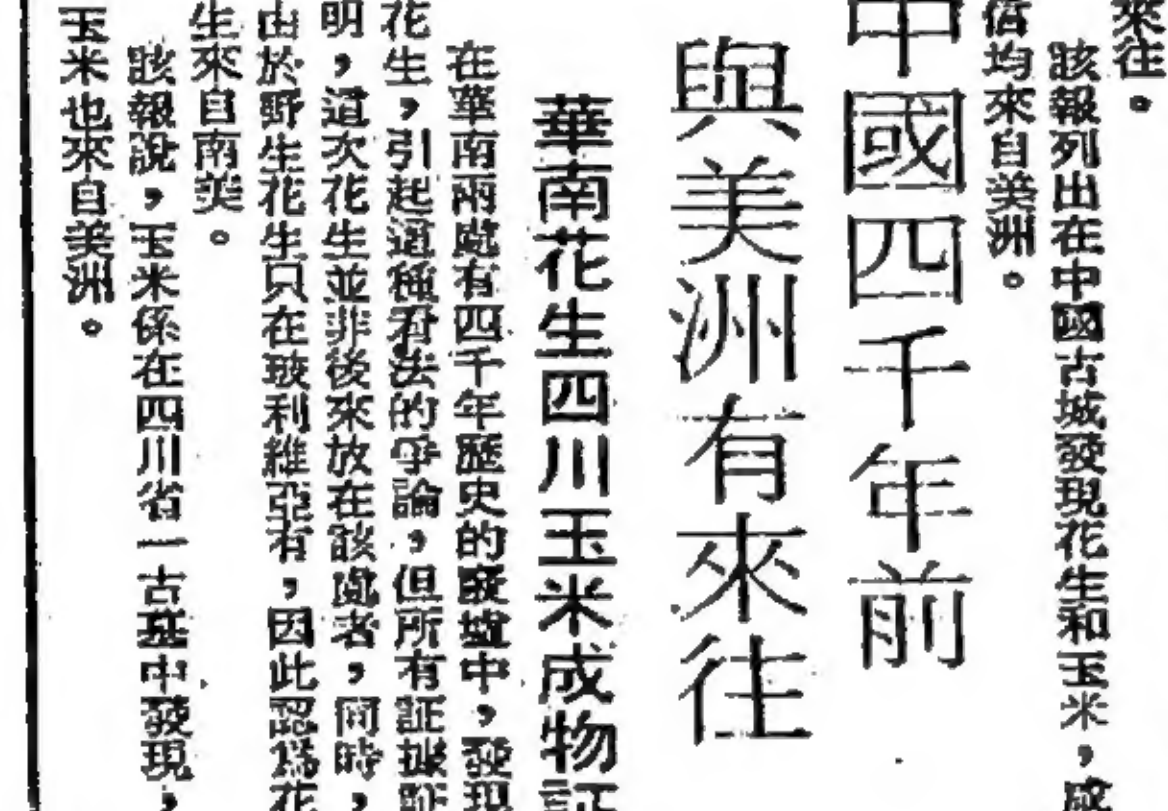 來往。
該報列出在中國古城發現花生和玉米，咸
信均來自美洲。
中國四千年前
與美洲有來往
華南花生四川玉米成物証
在華南兩處有四千年歷史的廢墟中，發現
花生，引起這種看法的爭論，但所有証據証
明，這次花生並非後來放在該處者，同時，
由於野生花生只在玻利維亞有，因此認爲花
生來自南美。
該報說，玉米係在四川省一古墓中發現，
玉米也來自美洲。